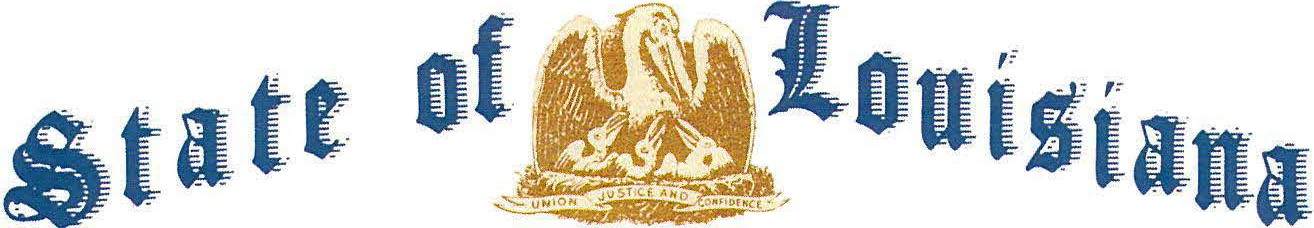 State of Louisiana
UNION JUSTICE AND CONFIDENCE